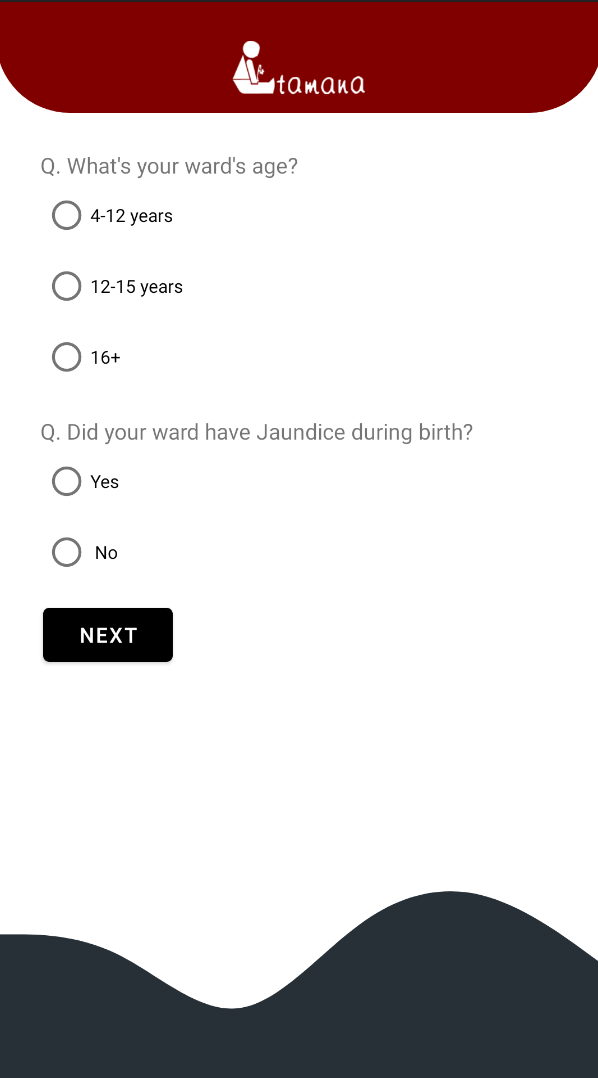 tamana
Q. What's your ward's age?
4-12 years
12-15 years
16+
Q. Did your ward have Jaundice during birth?
Yes
No
NEXT